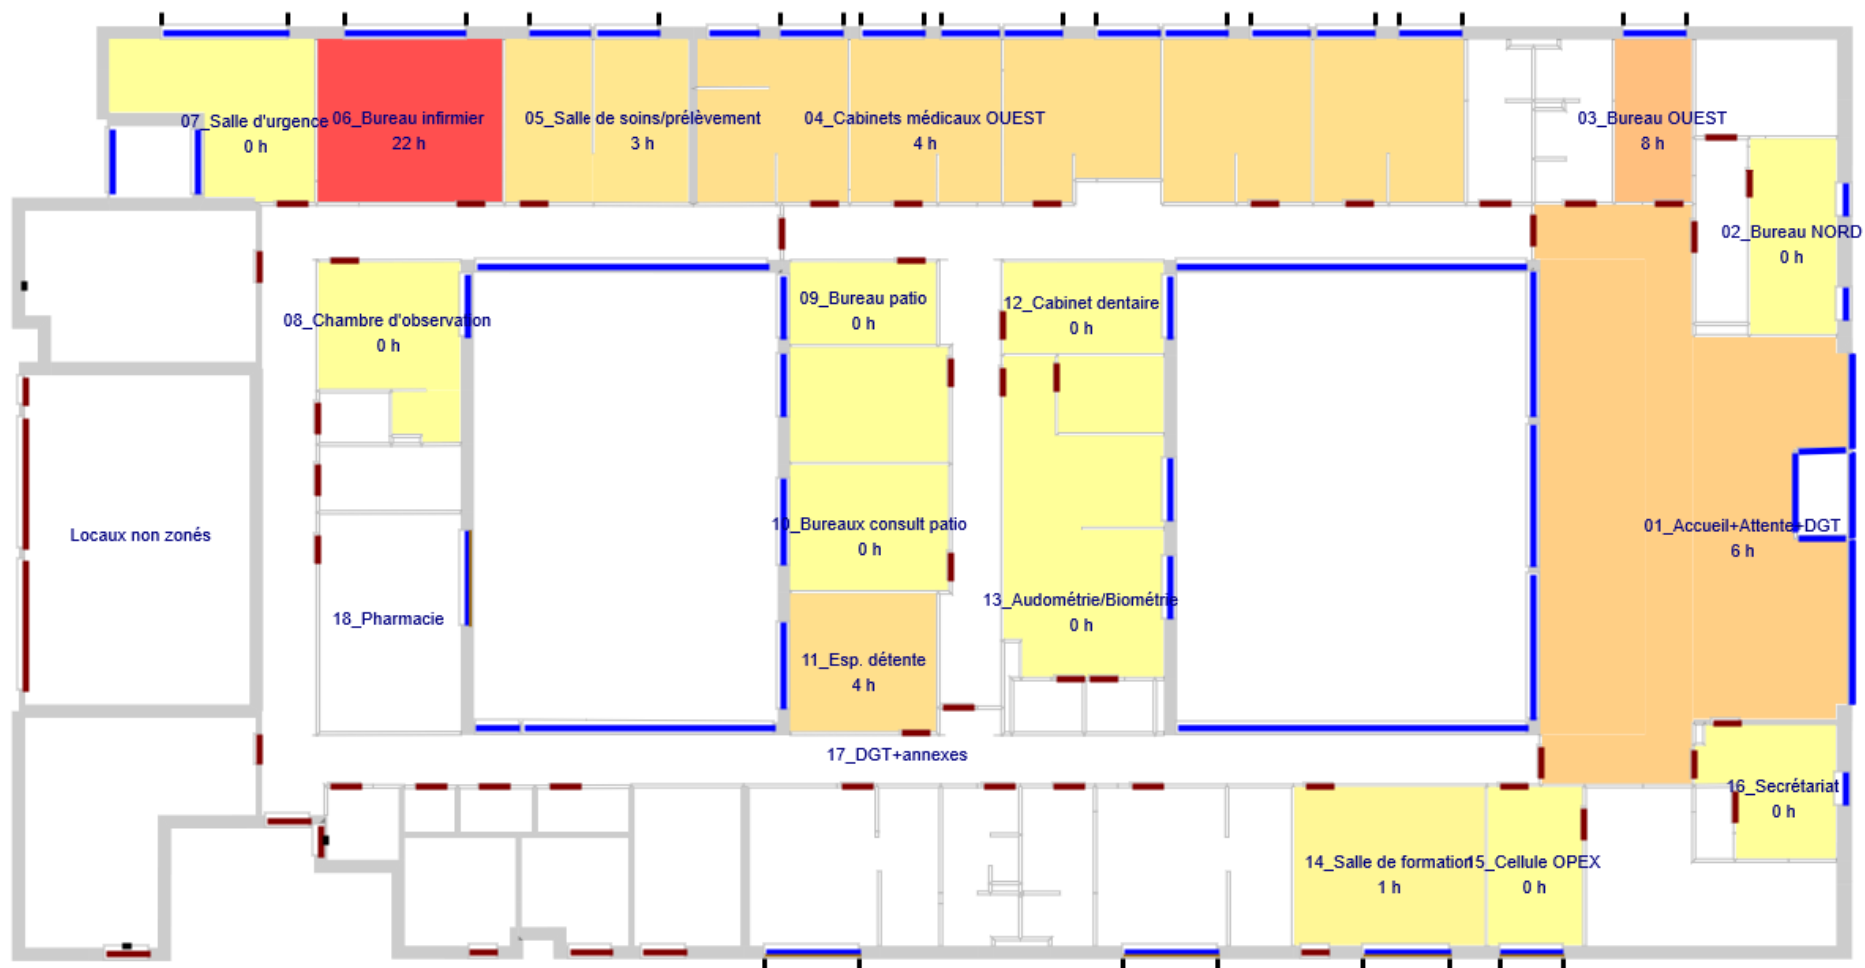 07_Salle d'urgence
0 h
06_Bureau infirmier
22 h
05_Salle de soins/prélèvement
3 h
04_Cabinets médicaux OUEST
4 h
03_Bureau OUEST
8 h
02_Bureau NORD
0 h
08_Chambre d'observation
0 h
09_Bureau patio
0 h
12_Cabinet dentaire
0 h
Locaux non zonés
10_Bureaux consult patio
0 h
01_Accueil+Attente+DGT
6 h
18_Pharmacie
13_Audométrie/Biométrie
0 h
11_Esp. détente
4 h
17_DGT+annexes
16_Secrétariat
0 h
14_Salle de formation
1 h
15_Cellule OPEX
0 h